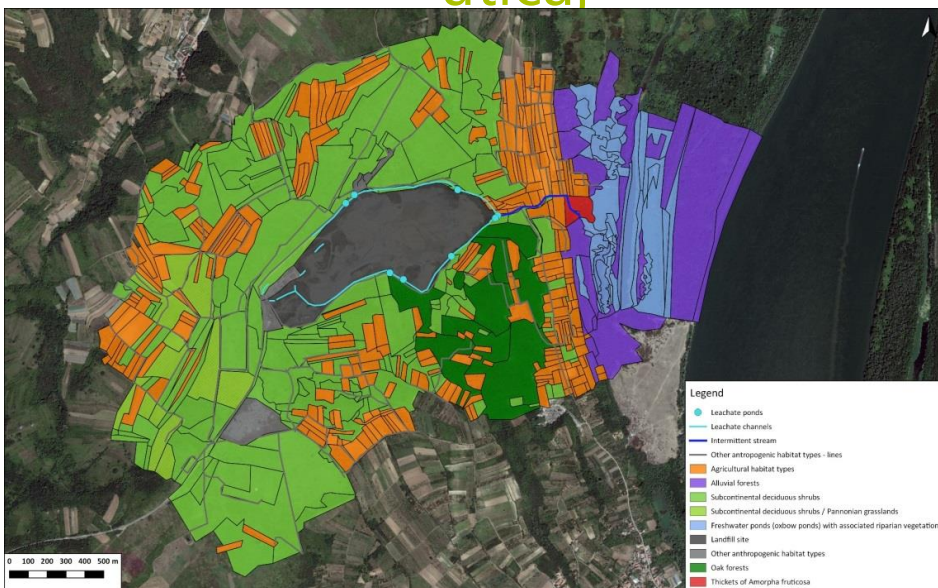 Legend
Leachate ponds
Leachate channels
Intermittent stream
Other antropogenic habitat types - lines
Agricultural habitat types
Alluvial forests
Subcontinental deciduous shrubs
Subcontinental deciduous shrubs / Pannonian grasslands
Freshwater ponds (oxbow ponds) with associated riparian vegetation
Landfill site
Other anthropogenic habitat types
Oak forests
Thickets of Amorpha fruticosa
0 100 200 300 400 500 m